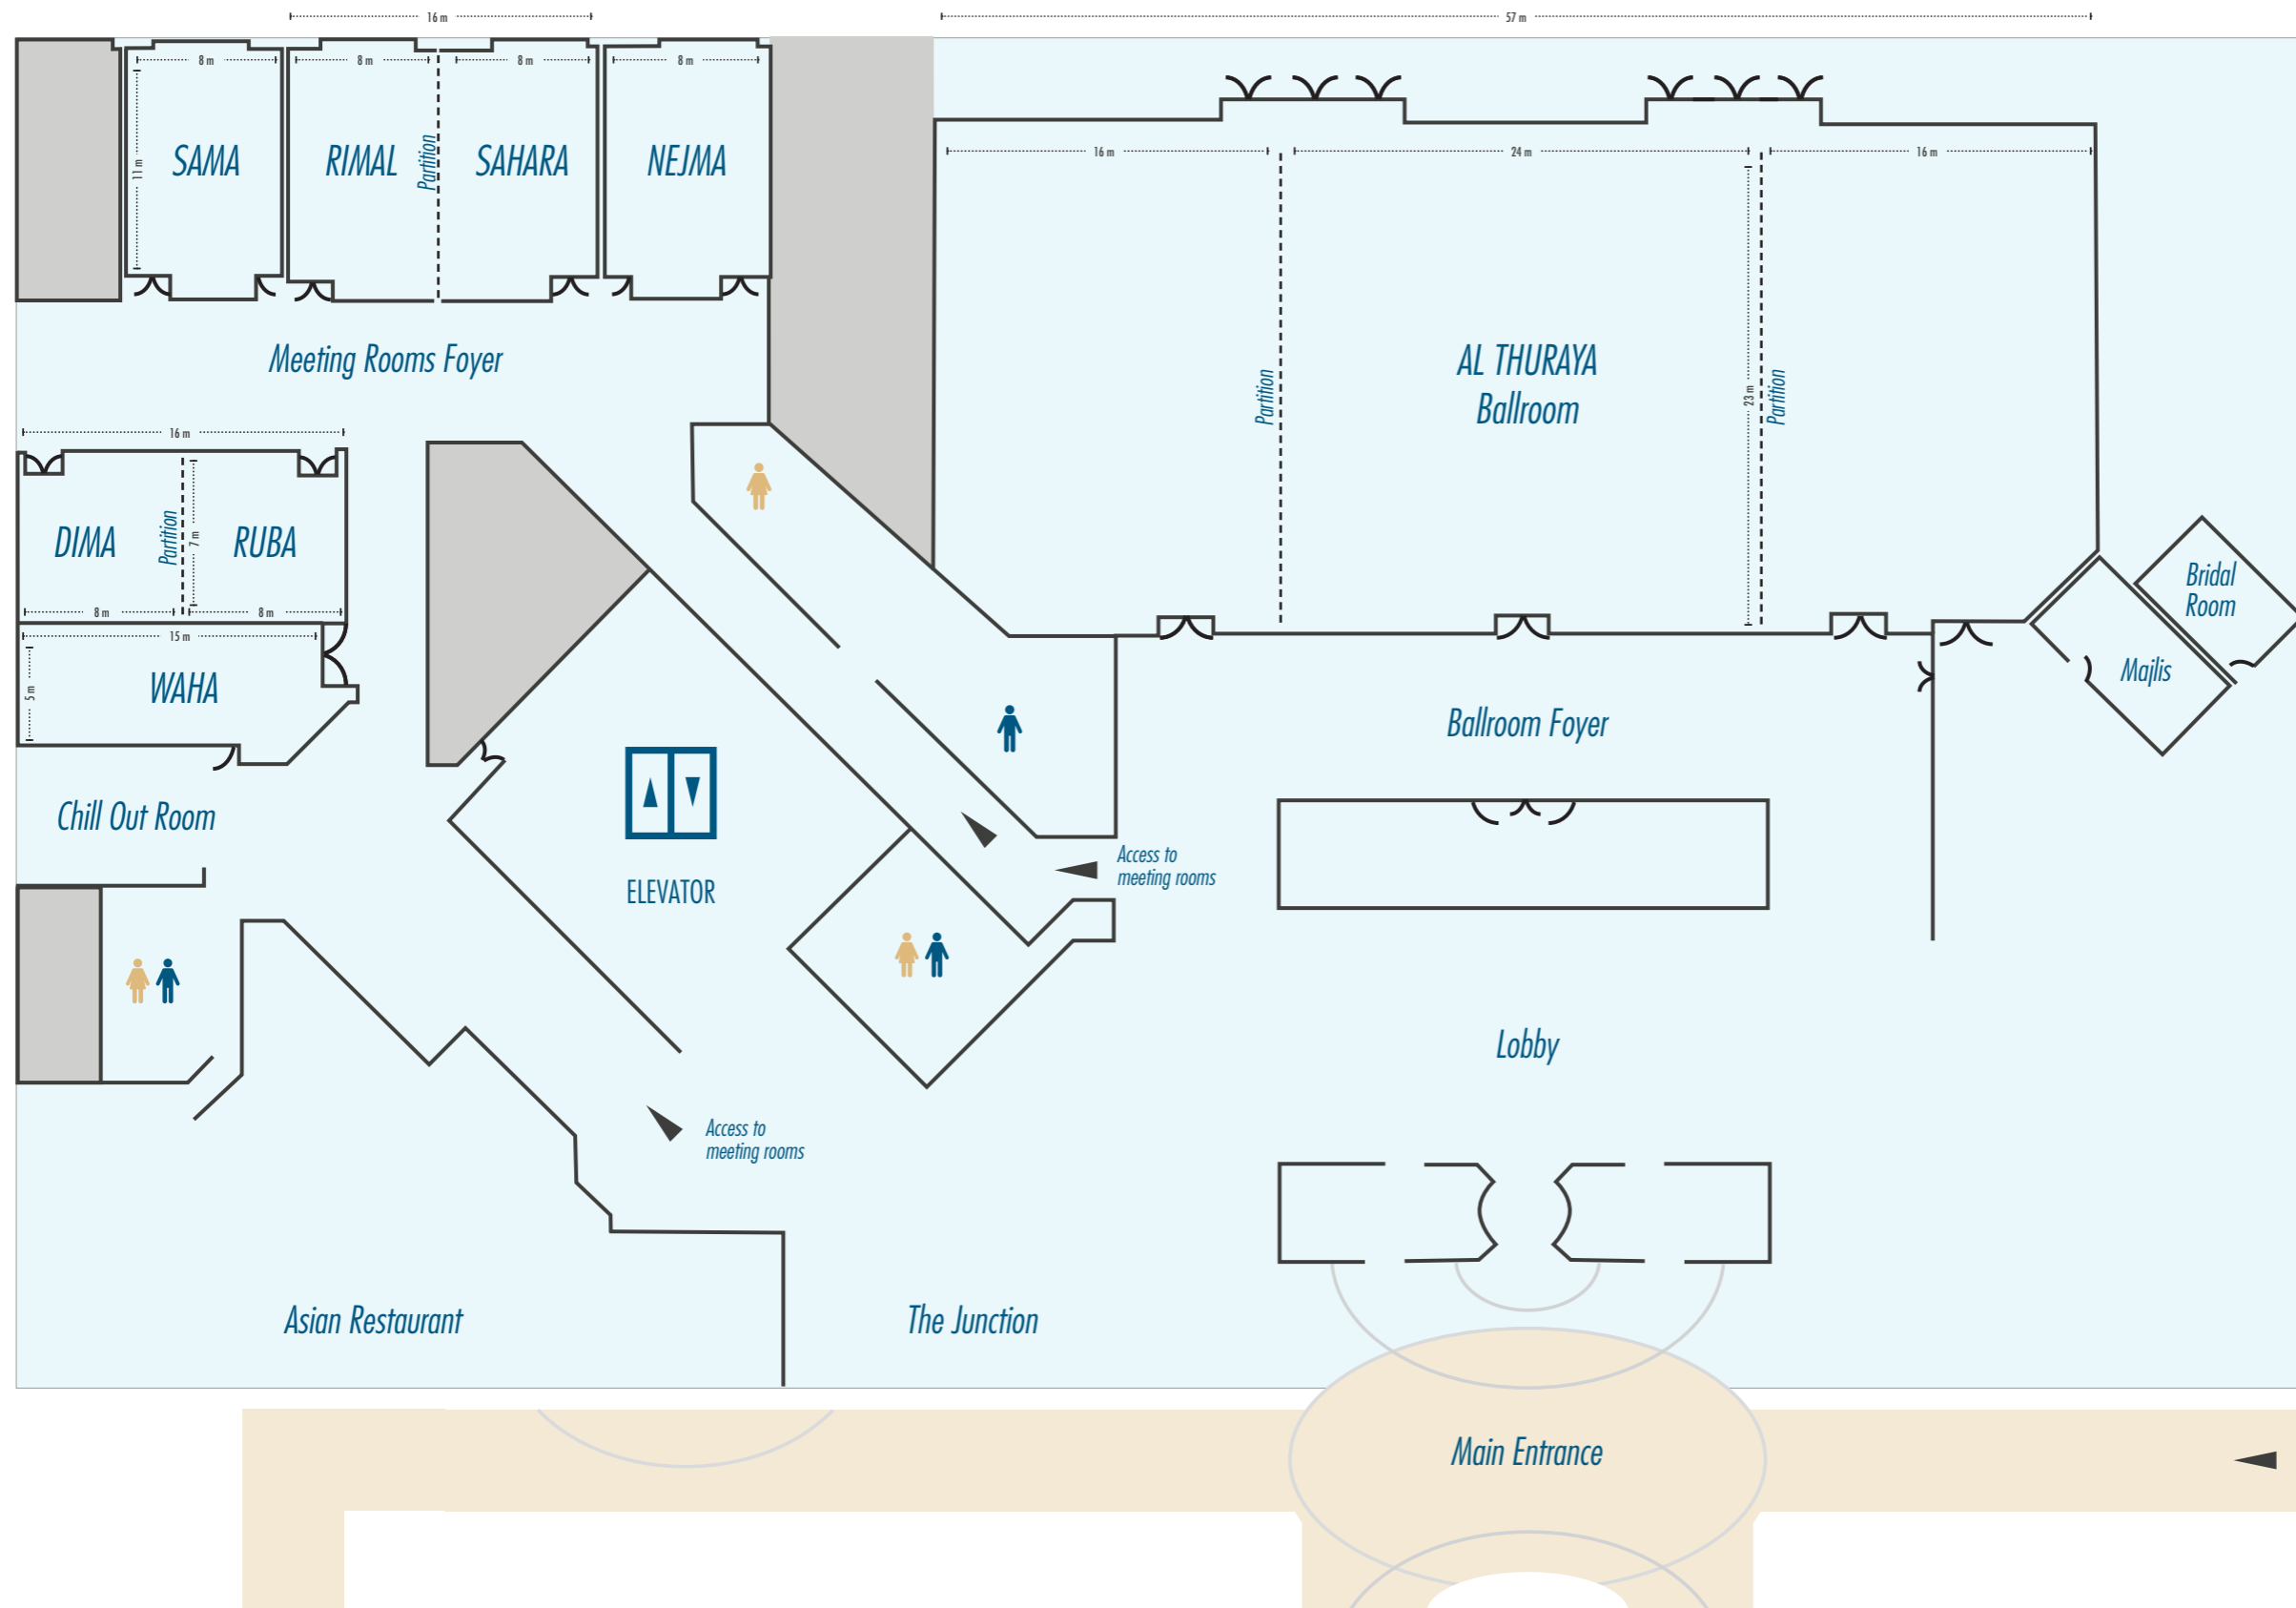 16 m
57 m
8 m
8 m
8 m
8 m
11 m
SAMA
RIMAL
Partition
SAHARA
NEJMA
16 m
24 m
16 m
Meeting Rooms Foyer
AL THURAYA
Ballroom
Partition
23 m
Partition
16 m
DIMA
Partition
7 m
RUBA
8 m
8 m
15 m
5 m
WAHA
Bridal
Room
Majlis
Ballroom Foyer
Chill Out Room
ELEVATOR
Access to
meeting rooms
Lobby
Access to
meeting rooms
Asian Restaurant
The Junction
Main Entrance